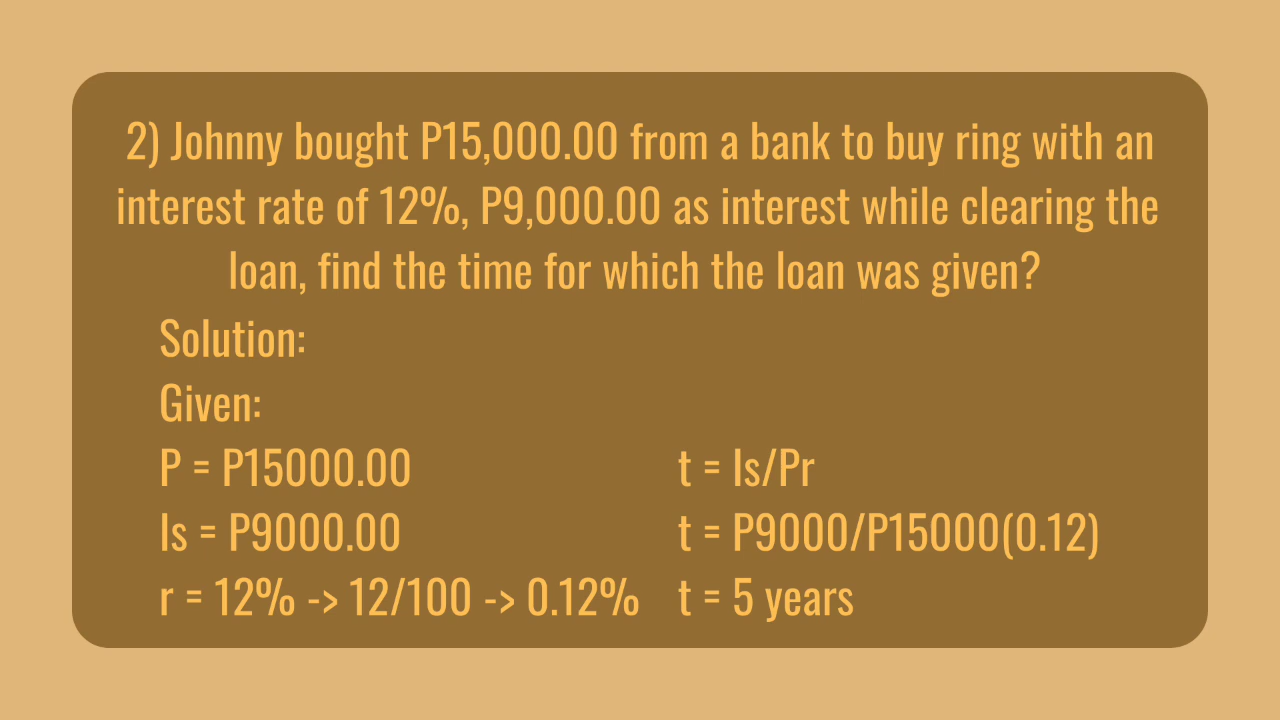 2) Johnny bought P15,000.00 from a bank to buy ring with an
interest rate of 12%, P9,000.00 as interest while clearing the
loan, find the time for which the loan was given?
Solution:
Given:
P = P15000.00
Is = P9000.00
r = 12% -> 12/100 -> 0.12%
t = Is/Pr
t = P9000/P15000(0.12)
t = 5 years